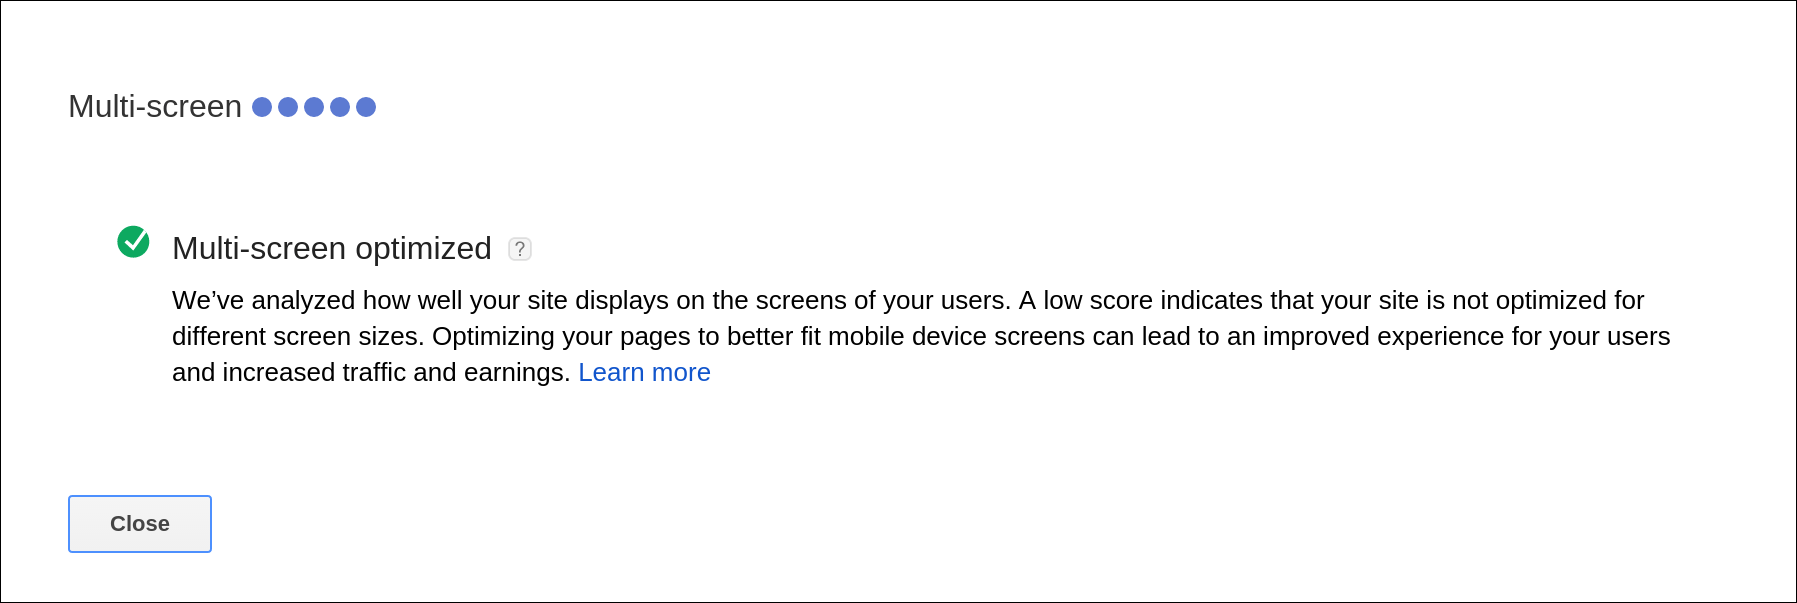 Multi-screen
Multi-screen optimized ?
We’ve analyzed how well your site displays on the screens of your users. A low score indicates that your site is not optimized for
different screen sizes. Optimizing your pages to better fit mobile device screens can lead to an improved experience for your users
and increased traffic and earnings. Learn more
Close